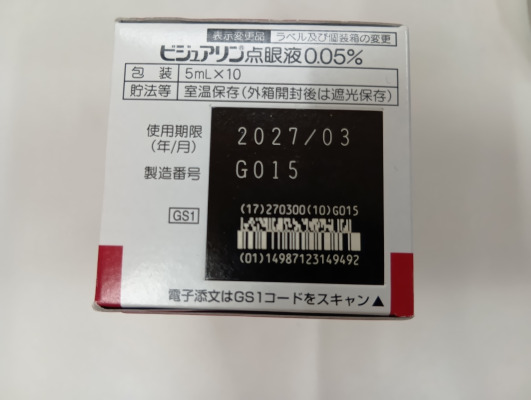 表示変更品 ラベル及び個装箱の変更
ビジュアリン®点眼液0.05%
包装 5mL×10
貯法等 室温保存(外箱開封後は遮光保存)
使用期限 2027/03
(年/月)
製造番号 G015
GS1
(17)270300(10)G015
(01)14987123149492
電子添文はGS1コードをスキャン▲